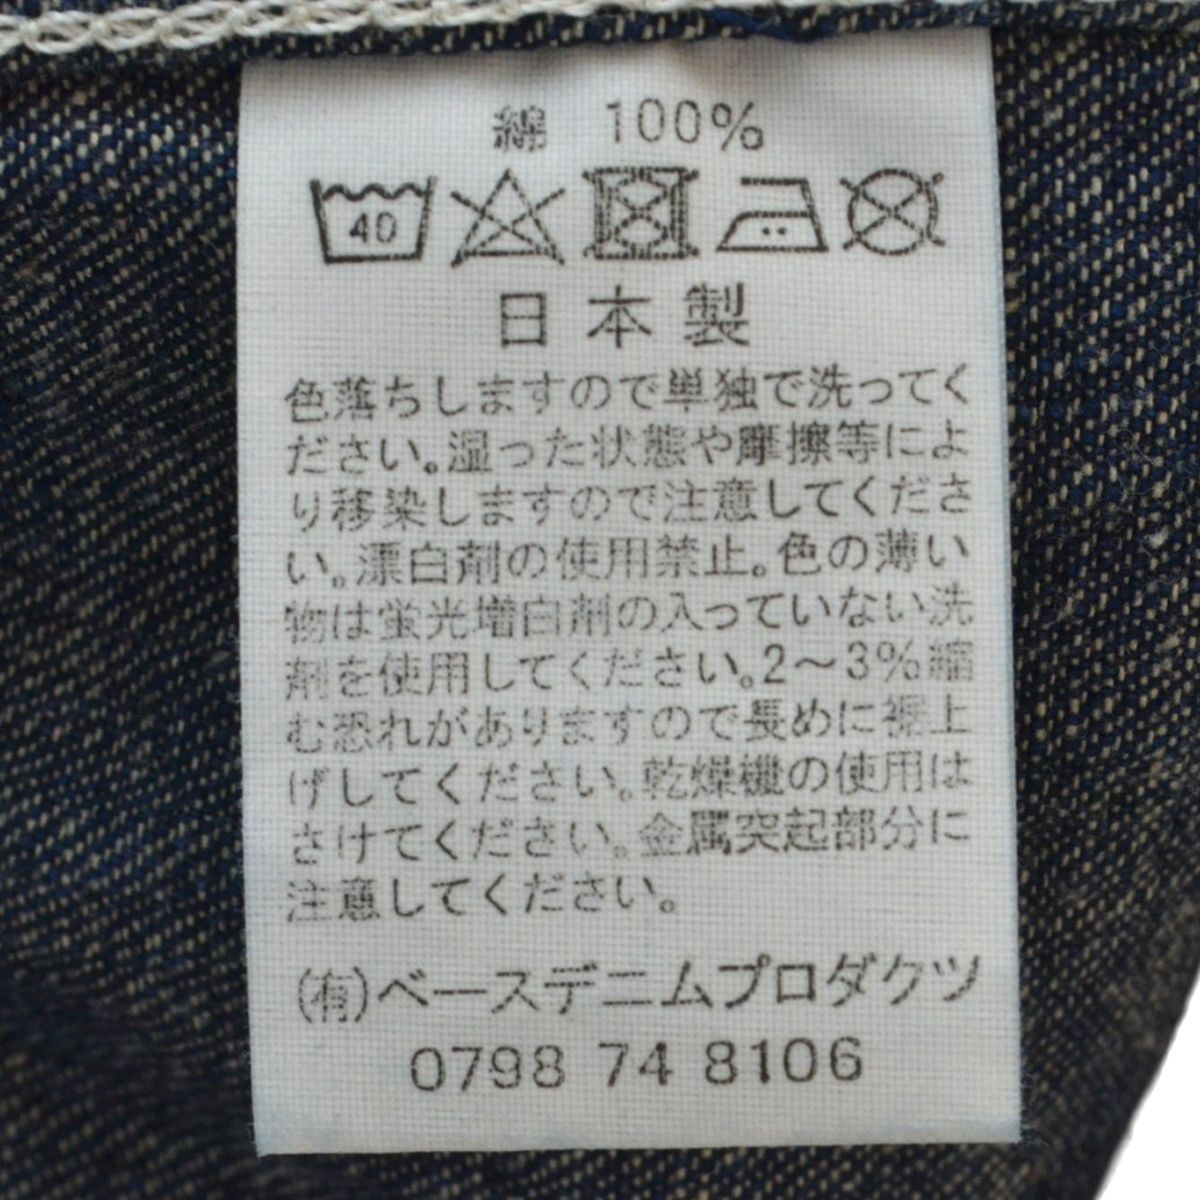 綿 100%
40
日本製
色落ちしますので単独で洗ってく
ださい。湿った状態や摩擦等によ
り移染しますので注意してくださ
い。漂白剤の使用禁止。色の薄い
物は蛍光増白剤の入っていない洗
剤を使用してください。2～3%縮
む恐れがありますので長めに裾上
げしてください。乾燥機の使用は
さけてください。金属突起部分に
注意してください。
(有)ベースデニムプロダクツ
0798 74 8106